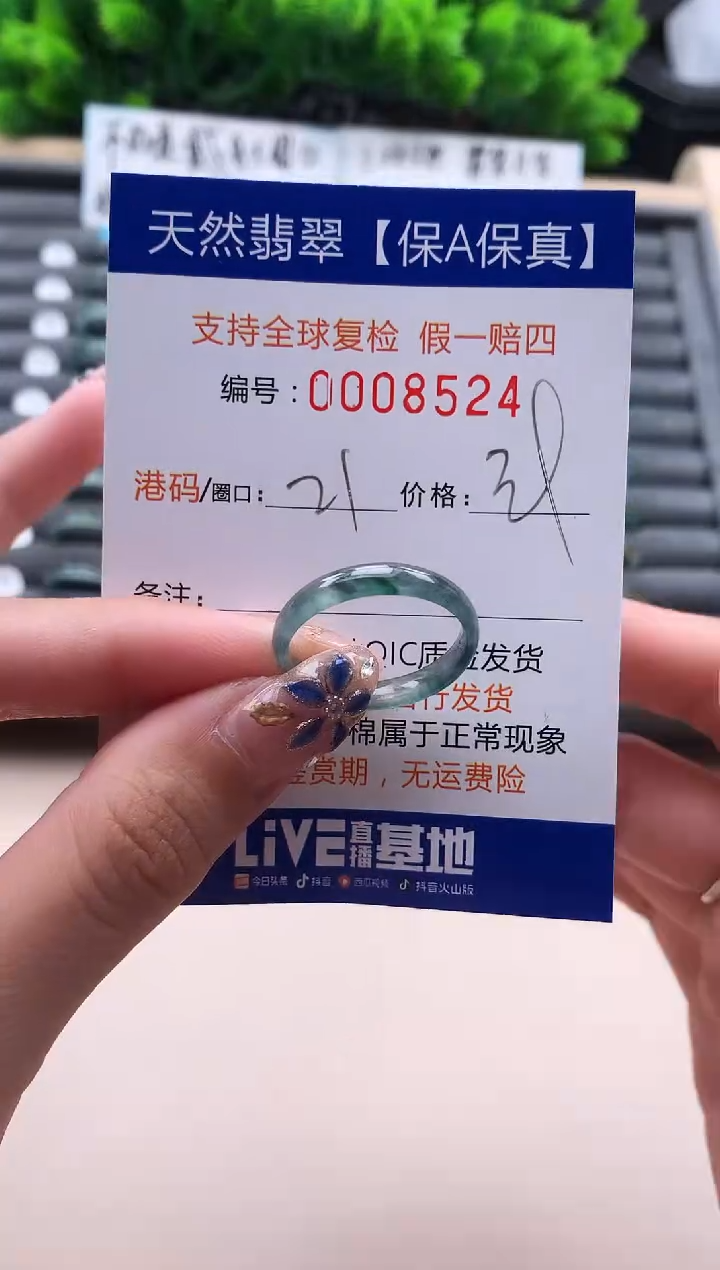 天然翡翠【保A保真】
支持全球复检 假一赔四
编号:0008524
港码/圈口: 21 价格:
备注:
QIC质检发货
行发货
棉属于正常现象
鉴赏期,无运费险
LiVE直播基地
今日头条 抖音 西瓜视频 抖音火山版